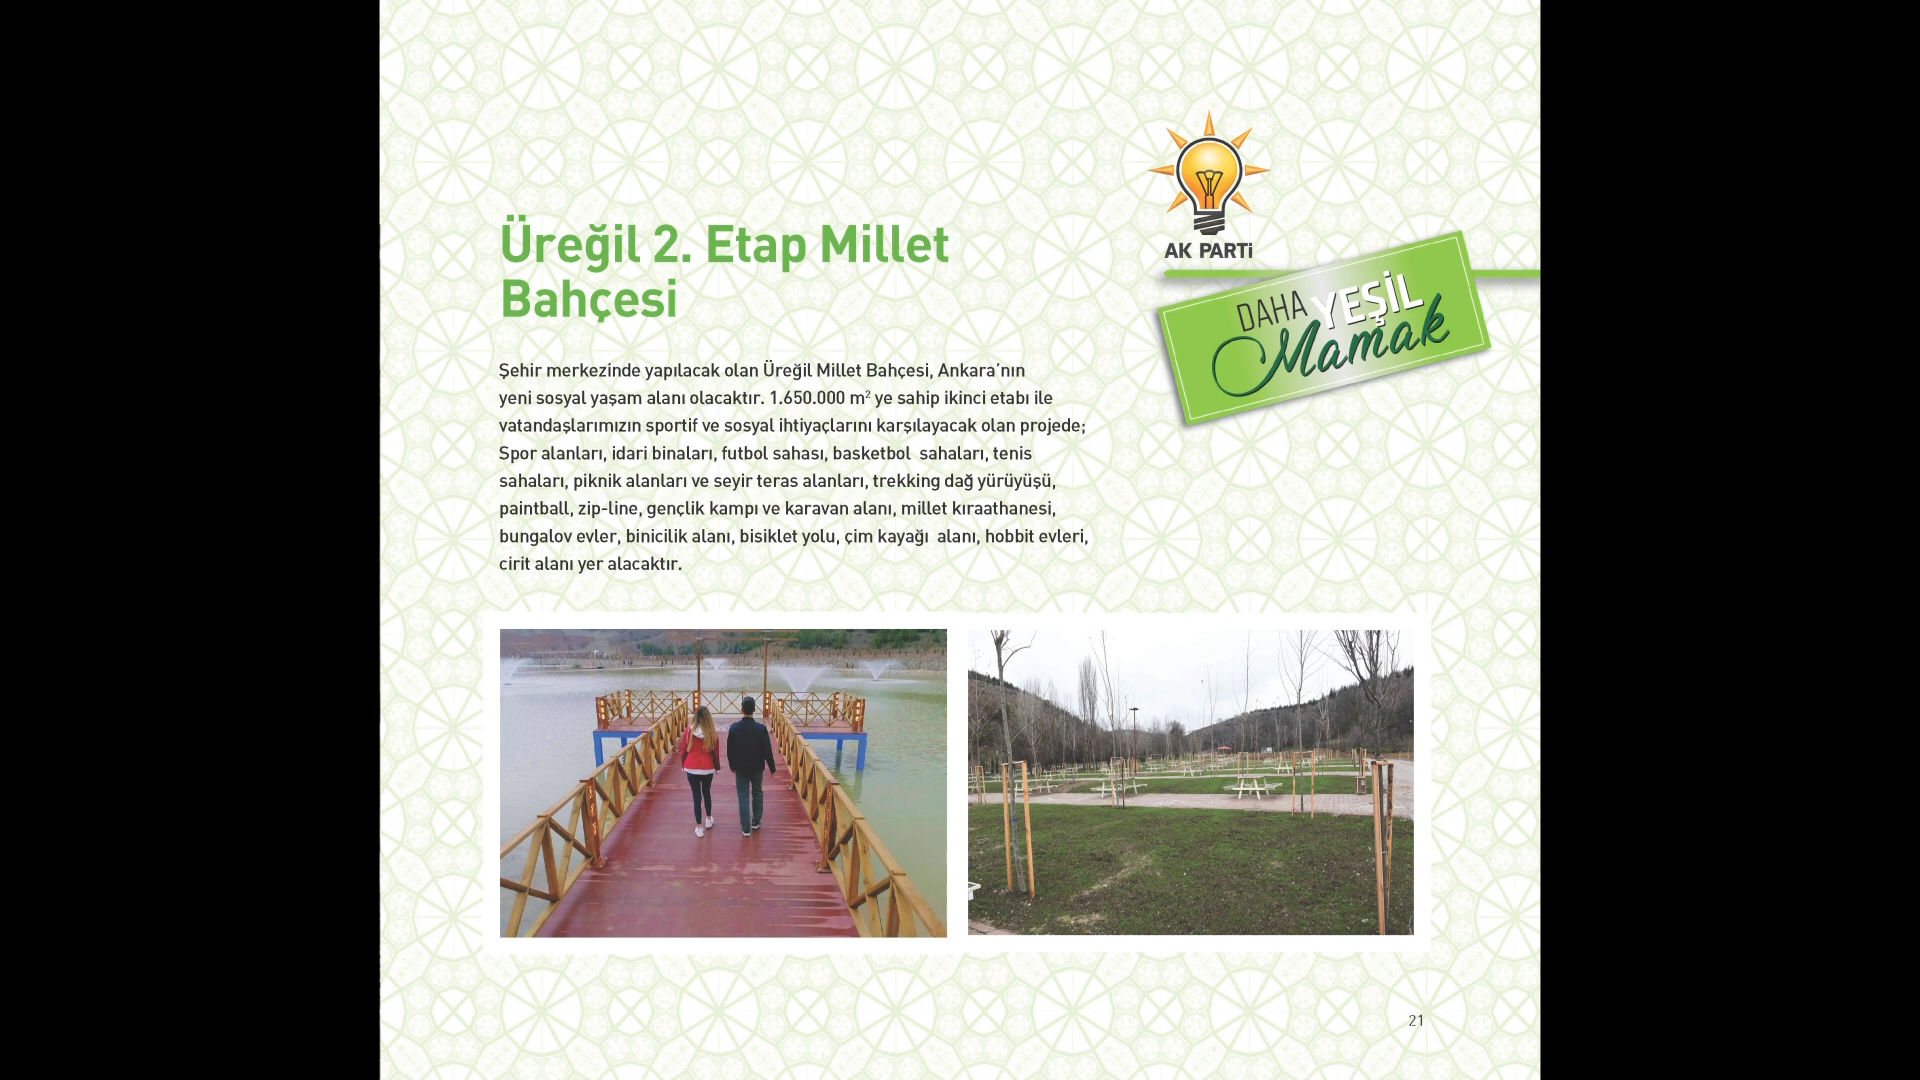 Üreğil 2. Etap Millet
Bahçesi
AK PARTİ
DAHA YEŞİL
Mamak
Şehir merkezinde yapılacak olan Üreğil Millet Bahçesi, Ankara’nın
yeni sosyal yaşam alanı olacaktır. 1.650.000 m² ye sahip ikinci etabı ile
vatandaşlarımızın sportif ve sosyal ihtiyaçlarını karşılayacak olan projede;
Spor alanları, idari binaları, futbol sahası, basketbol  sahaları, tenis
sahaları, piknik alanları ve seyir teras alanları, trekking dağ yürüyüşü,
paintball, zip-line, gençlik kampı ve karavan alanı, millet kıraathanesi,
bungalov evler, binicilik alanı, bisiklet yolu, çim kayağı  alanı, hobbit evleri,
cirit alanı yer alacaktır.
21